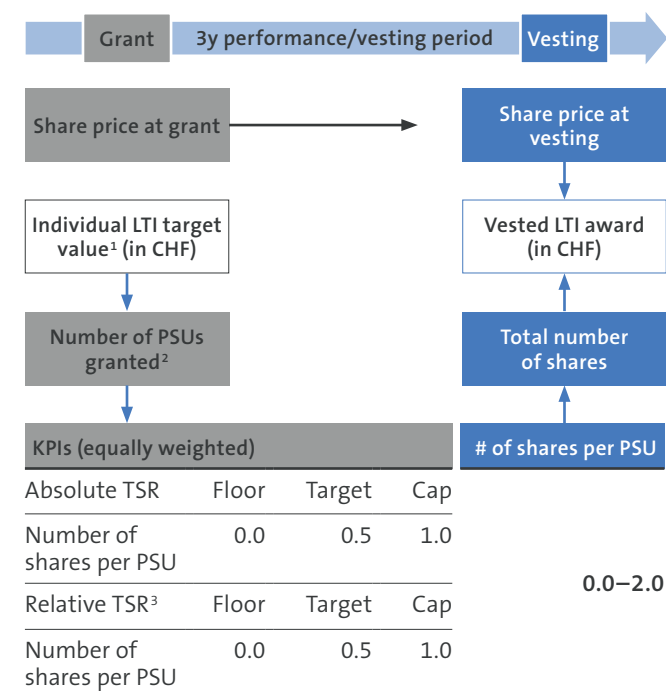 Grant 3y performance/vesting period Vesting
Share price at grant
Share price at
vesting
Individual LTI target
value¹ (in CHF)
Vested LTI award
(in CHF)
Number of PSUs
granted²
Total number
of shares
KPIs (equally weighted) # of shares per PSU
Absolute TSR Floor Target Cap
Number of 0.0 0.5 1.0
shares per PSU
0.0–2.0
Relative TSR³ Floor Target Cap
Number of 0.0 0.5 1.0
shares per PSU